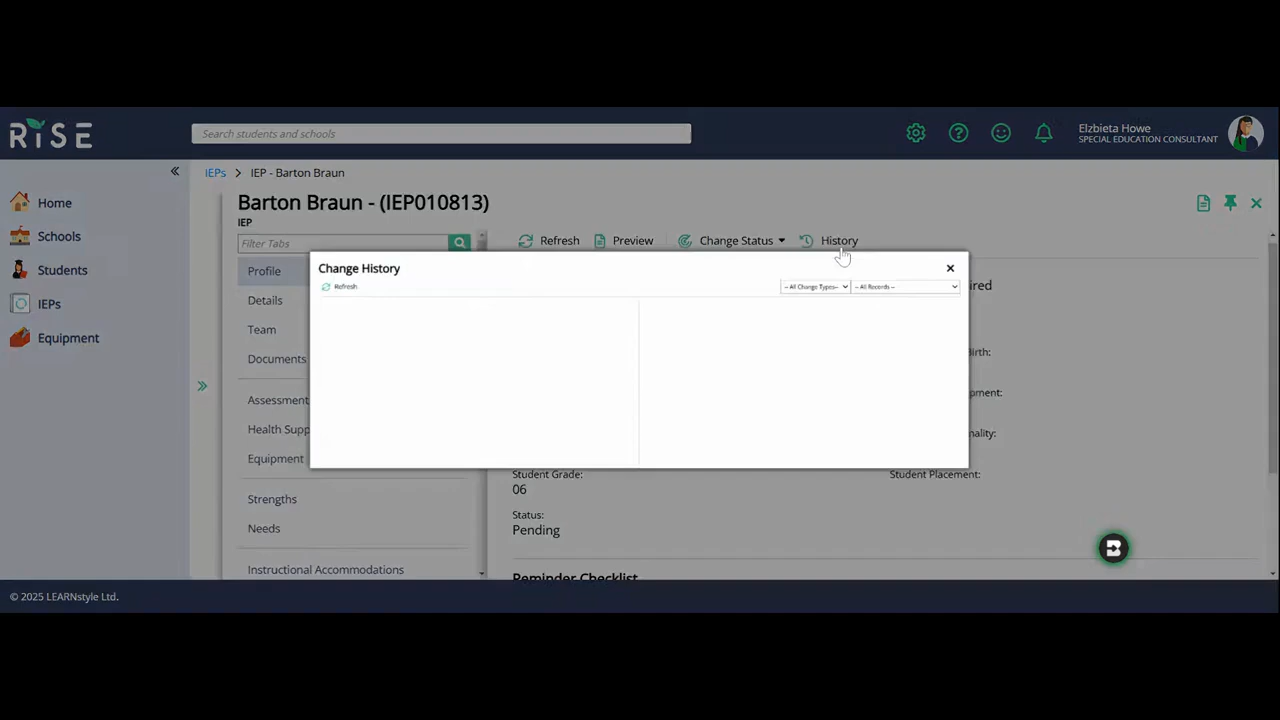 RISE
Search students and schools
Elzbieta Howe
SPECIAL EDUCATION CONSULTANT
Home
Schools
Students
IEPs
Equipment
IEPs > IEP - Barton Braun
Barton Braun - (IEP010813)
IEP
Filter Tabs
Refresh
Preview
Change Status
History
Profile
Details
Team
Documents
Assessment
Health Supp
Equipment
Strengths
Needs
Instructional Accommodations
Change History
Refresh
-- All Change Types--
-- All Records --
ired
Birth:
pment:
nality:
Student Grade:
06
Student Placement:
Status:
Pending
Reminder Checklist
© 2025 LEARNstyle Ltd.